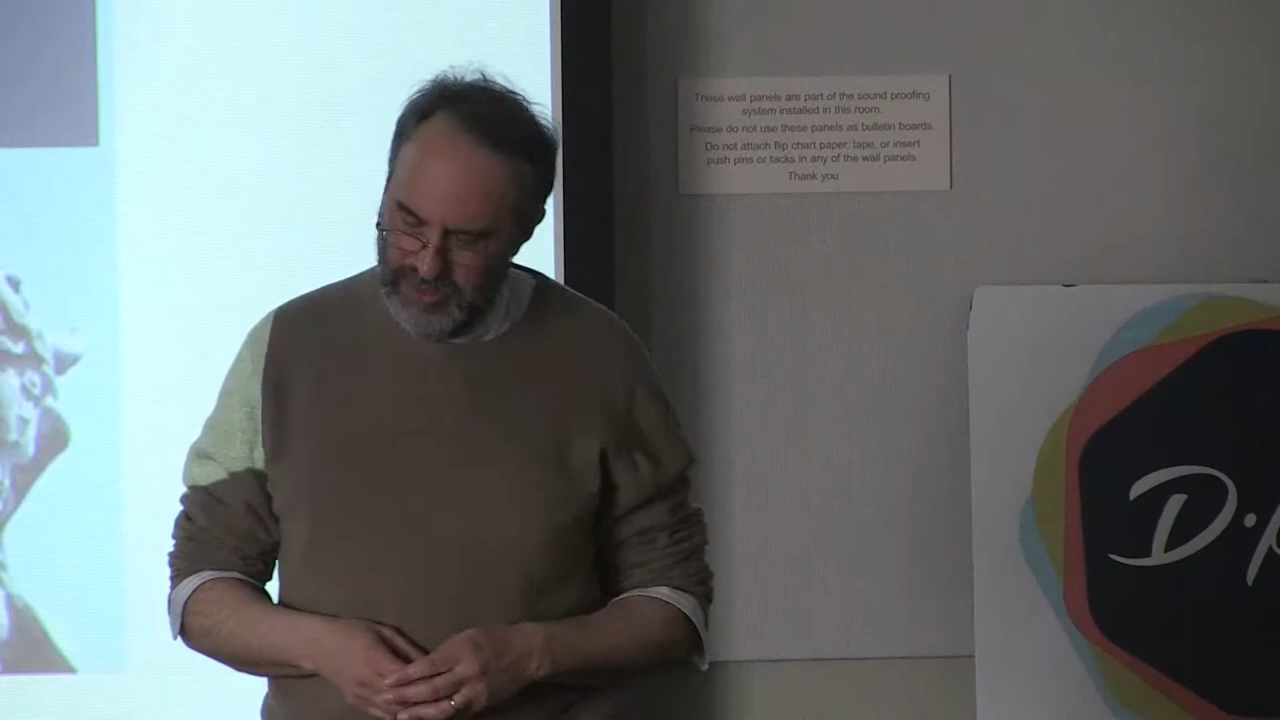 These wall panels are part of the sound proofing
system installed in this room.
Please do not use these panels as bulletin boards.
Do not attach flip chart paper, tape, or insert
push pins or tacks in any of the wall panels
Thank you
D.